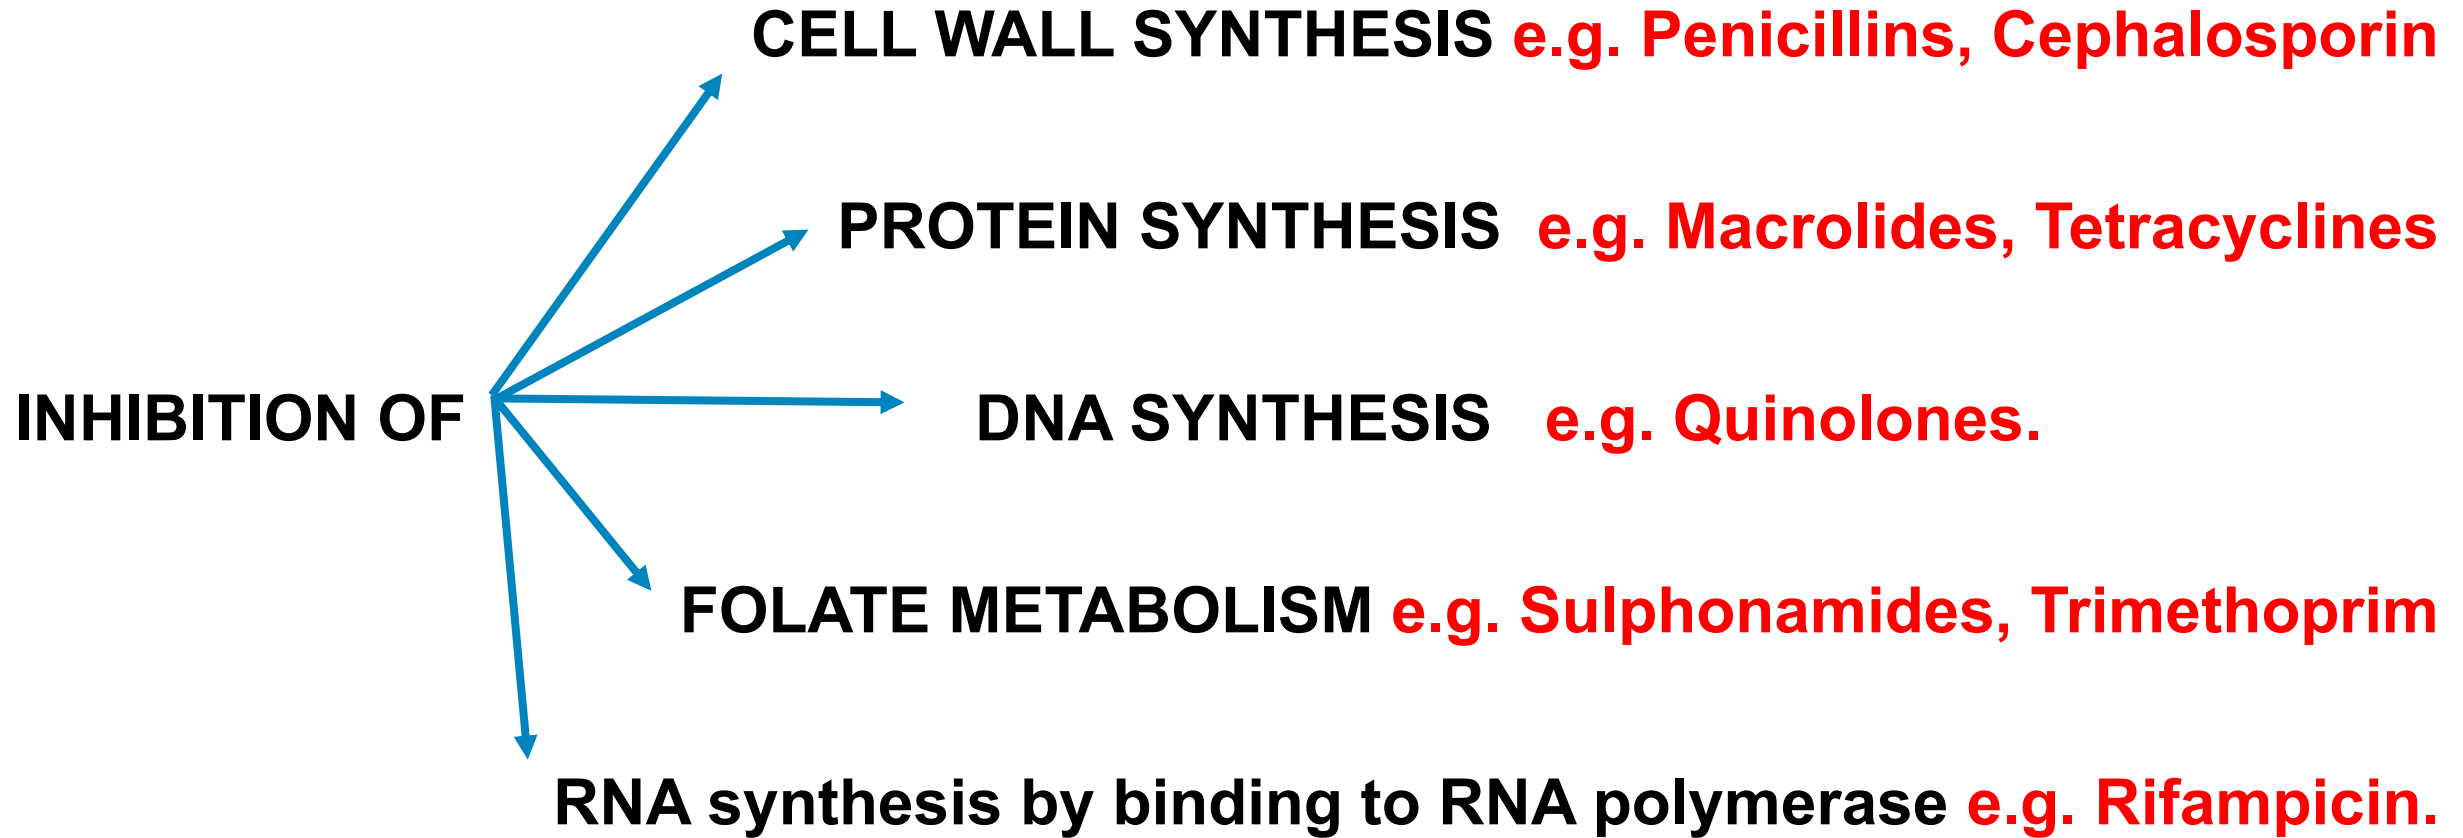 CELL WALL SYNTHESIS e.g. Penicillins, Cephalosporin
PROTEIN SYNTHESIS e.g. Macrolides, Tetracyclines
INHIBITION OF DNA SYNTHESIS e.g. Quinolones.
FOLATE METABOLISM e.g. Sulphonamides, Trimethoprim
RNA synthesis by binding to RNA polymerase e.g. Rifampicin.